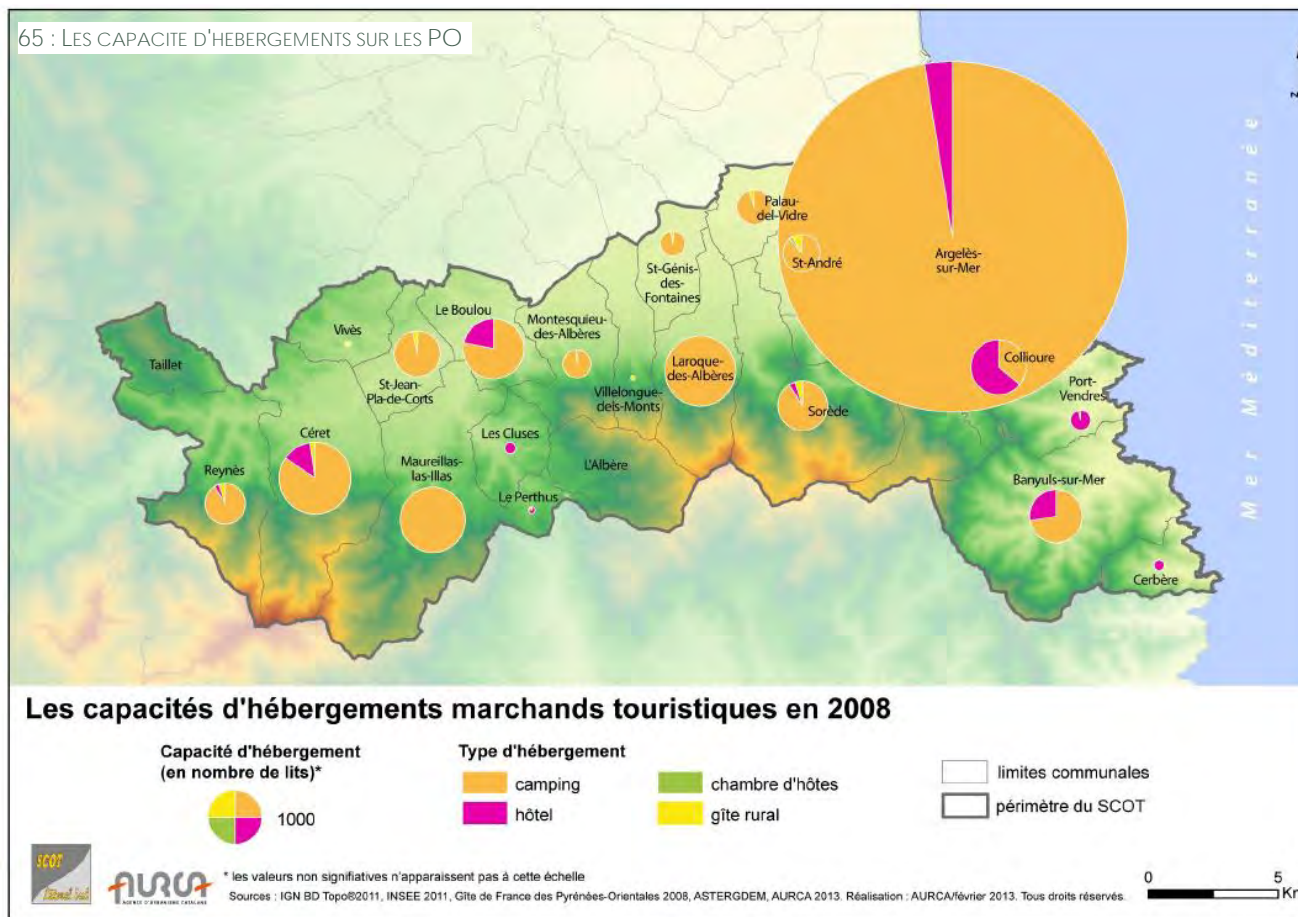 65 : LES CAPACITE D'HEBERGEMENTS SUR LES PO
z
Mer Méditerranée
Palau-
del-Vidre
St-André
Argelès-
sur-Mer
St-Génis-
des-
Fontaines
Le Boulou
Montesquieu-
des-Albères
Vivès
Taillet
St-Jean-
Pla-de-Corts
Laroque-
des-Albères
Villelongue-
dels-Monts
Sorède
Collioure
Port-
Vendres
Céret
Les Cluses
L'Albère
Reynès
Maureillas-
las-Illas
Le Perthus
Banyuls-sur-Mer
Cerbère
Les capacités d'hébergements marchands touristiques en 2008
Capacité d'hébergement
(en nombre de lits)*
1000
Type d'hébergement
camping
hôtel
chambre d'hôtes
gîte rural
limites communales
périmètre du SCOT
SCOT
Littoral Sud
AURCA
AGENCE D'URBANISME CATALANE
* les valeurs non signifiatives n'apparaissent pas à cette échelle
Sources : IGN BD Topo®2011, INSEE 2011, Gîte de France des Pyrénées-Orientales 2008, ASTERGDEM, AURCA 2013. Réalisation : AURCA/février 2013. Tous droits réservés.
0 5
Km